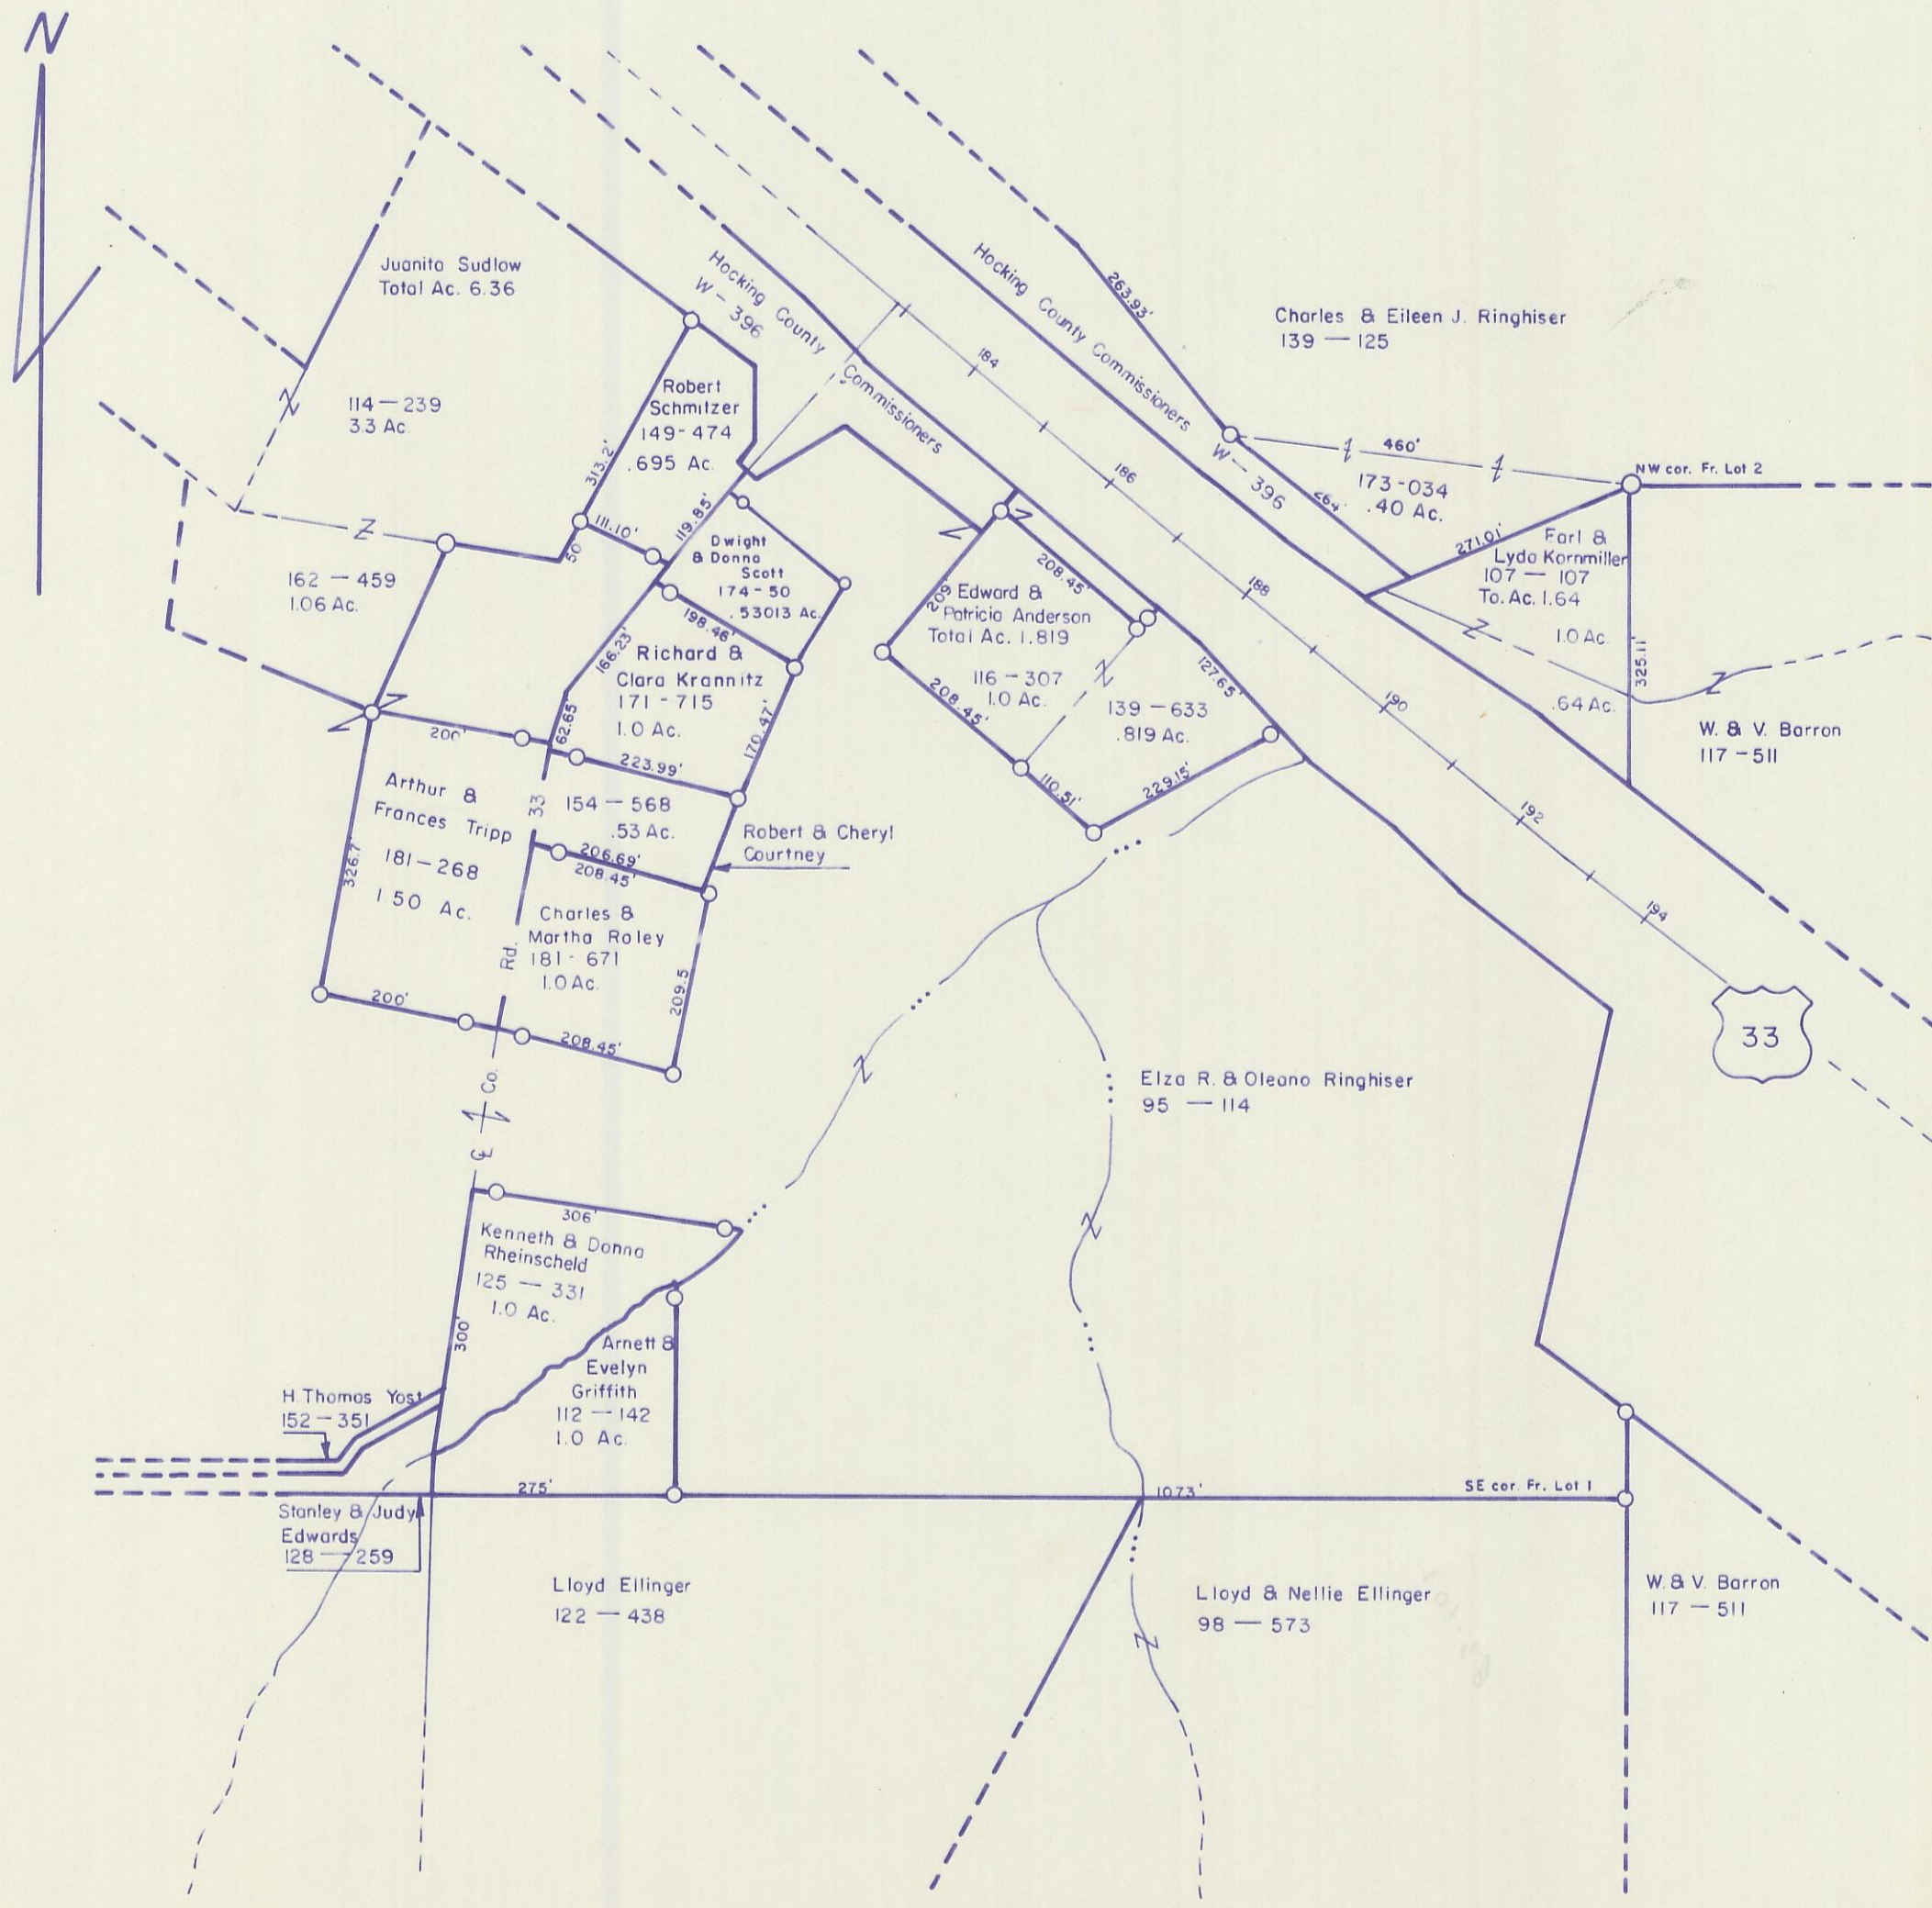 N
Juanita Sudlow
Total Ac. 6.36
114 — 239
3.3 Ac.
162 — 459
1.06 Ac.
Hocking County
Commissioners
W - 396
Hocking County Commissioners
W - 396
263.93'
Charles & Eileen J. Ringhiser
139 — 125
460'
173-034
.40 Ac.
264'
NW cor. Fr. Lot 2
271.01'
Earl &
Lyda Kornmiller
107 — 107
To. Ac. 1.64
1.0 Ac.
325.11'
.64 Ac.
W. & V. Barron
117 - 511
184
186
188
190
192
194
33
Robert
Schmitzer
149-474
.695 Ac.
313.2'
111.10'
50'
119.85'
Dwight
& Donna
Scott
174-50
.53013 Ac.
198.46'
166.23'
Richard &
Clara Krannitz
171 - 715
1.0 Ac.
62.65'
170.47'
223.99'
Edward &
Patricia Anderson
Total Ac. 1.819
208.45'
209'
116 — 307
1.0 Ac.
208.45'
127.65'
139 — 633
.819 Ac.
110.51'
229.15'
200'
Arthur &
Frances Tripp
181 — 268
1.50 Ac.
326.7'
200'
33
Rd.
Co.
℄
154 — 568
.53 Ac.
206.69'
208.45'
Robert & Cheryl
Courtney
Charles &
Martha Roley
181 - 671
1.0 Ac.
209.5
208.45'
Elza R. & Oleano Ringhiser
95 — 114
306'
Kenneth & Donna
Rheinscheld
125 — 331
1.0 Ac.
300'
Arnett &
Evelyn
Griffith
112 — 142
1.0 Ac.
H. Thomas Yost
152 — 351
275'
1073'
SE cor. Fr. Lot 1
Stanley & Judy
Edwards
128 — 259
Lloyd Ellinger
122 — 438
Lloyd & Nellie Ellinger
98 — 573
W. & V. Barron
117 — 511